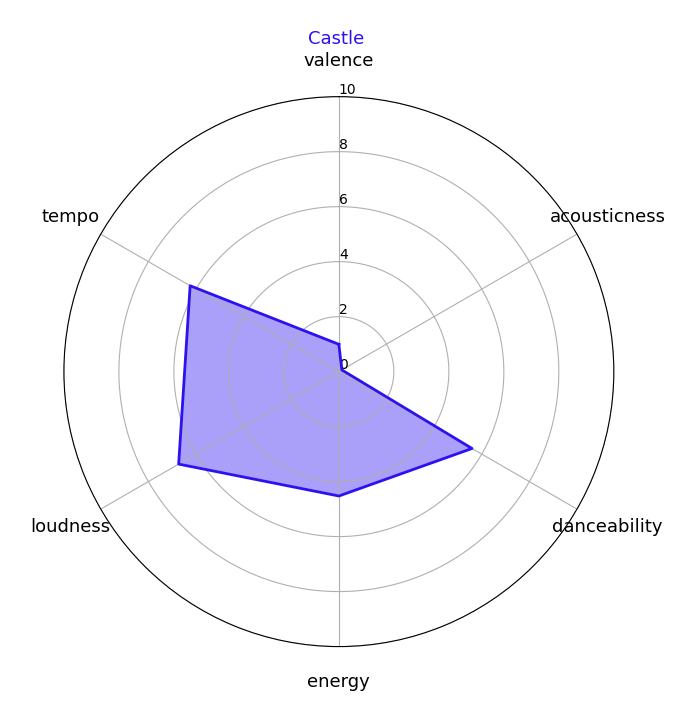 Castle
valence
10
8
6
4
2
0
tempo
acousticness
loudness
danceability
energy